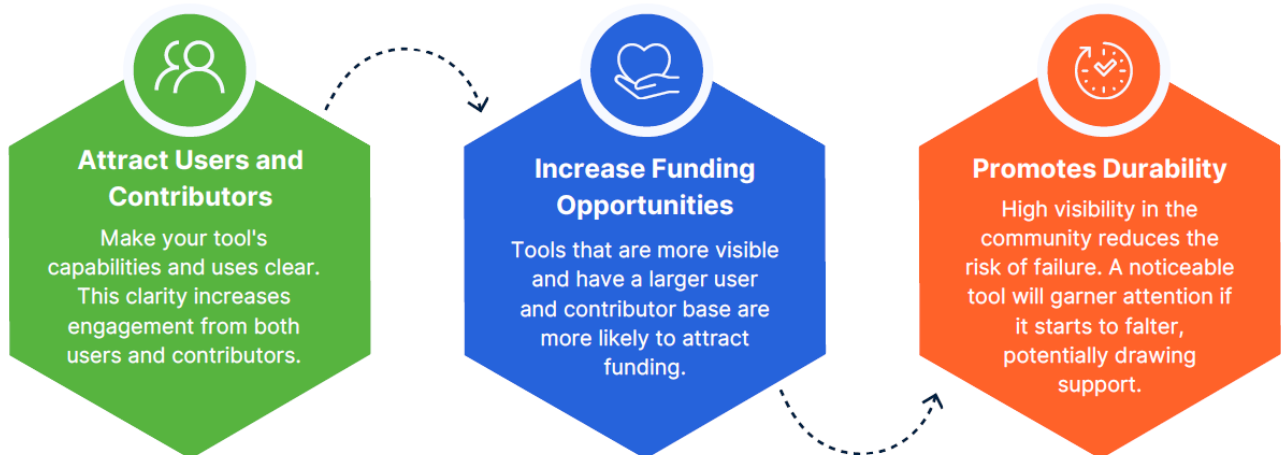 Attract Users and
Contributors
Make your tool's
capabilities and uses clear.
This clarity increases
engagement from both
users and contributors.
Increase Funding
Opportunities
Tools that are more visible
and have a larger user
and contributor base are
more likely to attract
funding.
Promotes Durability
High visibility in the
community reduces the
risk of failure. A noticeable
tool will garner attention if
it starts to falter,
potentially drawing
support.